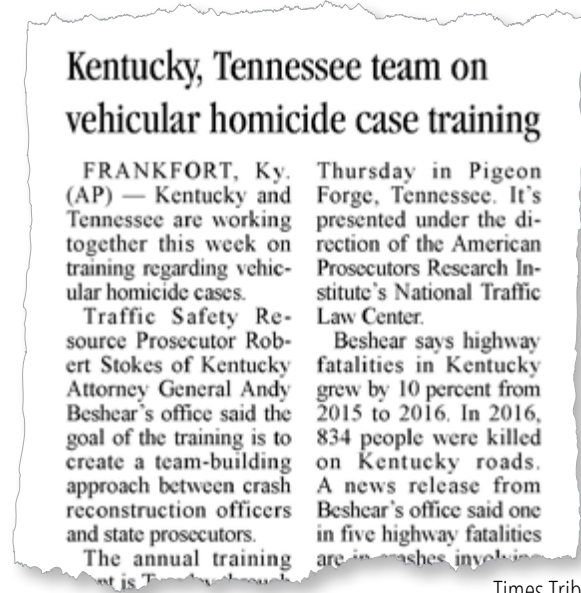 Kentucky, Tennessee team on
vehicular homicide case training
FRANKFORT, Ky.
(AP) — Kentucky and
Tennessee are working
together this week on
training regarding vehic-
ular homicide cases.
Traffic Safety Re-
source Prosecutor Rob-
ert Stokes of Kentucky
Attorney General Andy
Beshear's office said the
goal of the training is to
create a team-building
approach between crash
reconstruction officers
and state prosecutors.
The annual training
is
Thursday in Pigeon
Forge, Tennessee. It's
presented under the di-
rection of the American
Prosecutors Research In-
stitute's National Traffic
Law Center.
Beshear says highway
fatalities in Kentucky
grew by 10 percent from
2015 to 2016. In 2016,
834 people were killed
on Kentucky roads.
A news release from
Beshear's office said one
in five highway fatalities
are in
Times Trib